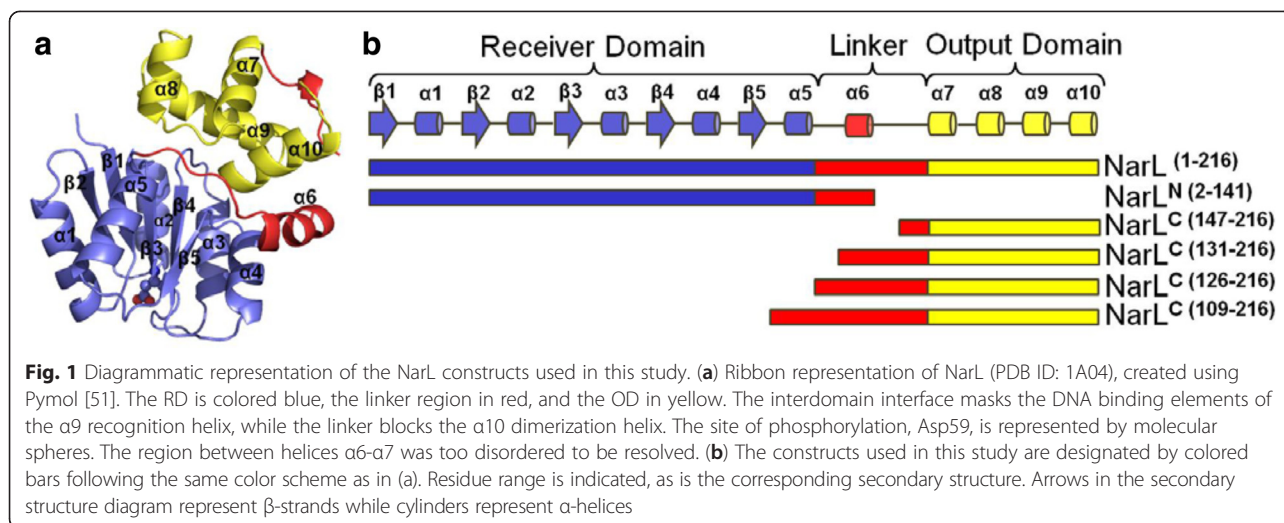 a
b
Receiver Domain Linker Output Domain
β1 α1 β2 α2 β3 α3 β4 α4 β5 α5 α6 α7 α8 α9 α10
α7
α8
α9
α10
β1
β2
α5
β4
α6
α2
α1
α3
β3
β5
α4
NarL (1-216)
NarL N (2-141)
NarL C (147-216)
NarL C (131-216)
NarL C (126-216)
NarL C (109-216)
Fig. 1 Diagrammatic representation of the NarL constructs used in this study. (a) Ribbon representation of NarL (PDB ID: 1A04), created using
Pymol [51]. The RD is colored blue, the linker region in red, and the OD in yellow. The interdomain interface masks the DNA binding elements of
the α9 recognition helix, while the linker blocks the α10 dimerization helix. The site of phosphorylation, Asp59, is represented by molecular
spheres. The region between helices α6-α7 was too disordered to be resolved. (b) The constructs used in this study are designated by colored
bars following the same color scheme as in (a). Residue range is indicated, as is the corresponding secondary structure. Arrows in the secondary
structure diagram represent β-strands while cylinders represent α-helices